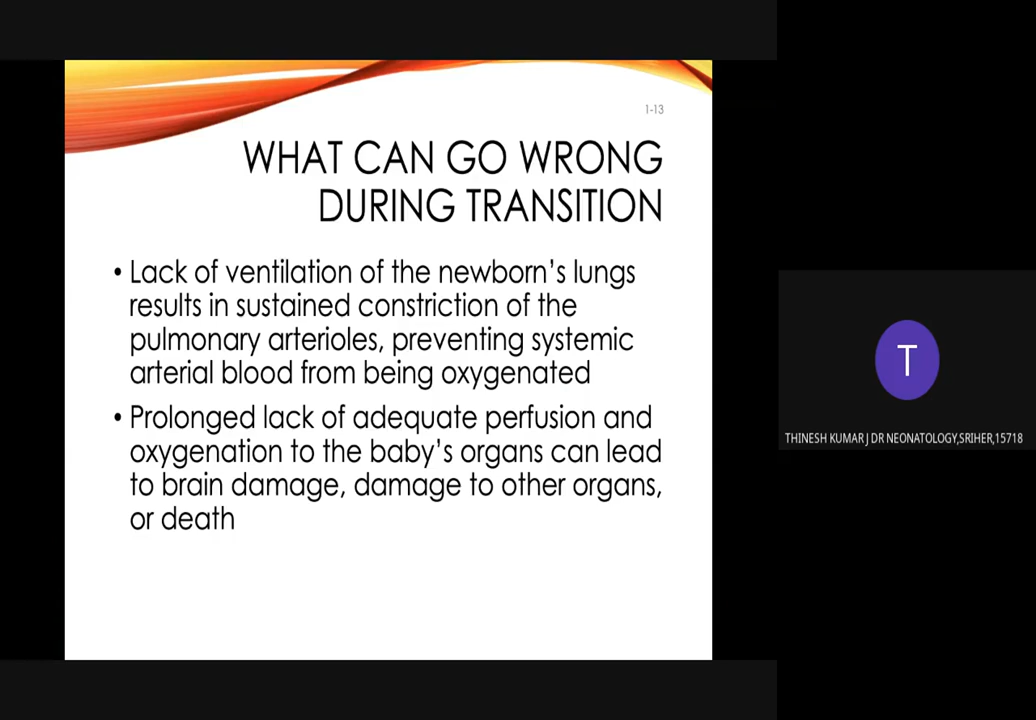 1-13
WHAT CAN GO WRONG
DURING TRANSITION
• Lack of ventilation of the newborn’s lungs
results in sustained constriction of the
pulmonary arterioles, preventing systemic
arterial blood from being oxygenated
• Prolonged lack of adequate perfusion and
oxygenation to the baby’s organs can lead
to brain damage, damage to other organs,
or death
T
THINESH KUMAR J DR NEONATOLOGY,SRIHER,15718